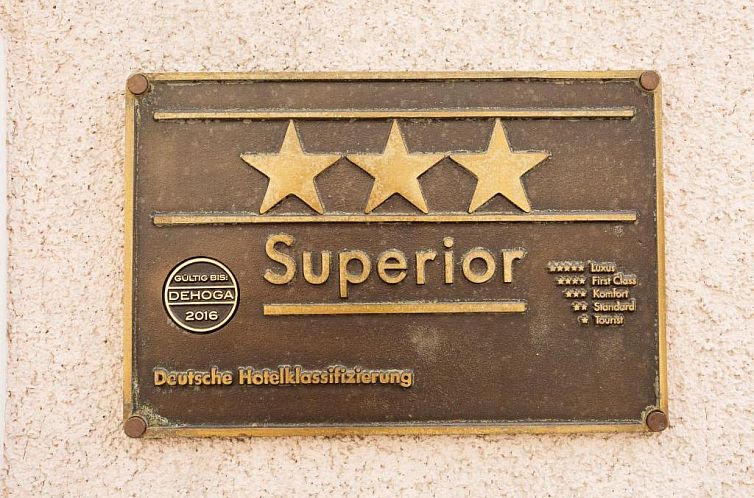 Superior
GÜLTIG BIS:
DEHOGA
2016
Luxus
First Class
Komfort
Standard
Tourist
Deutsche Hotelklassifizierung